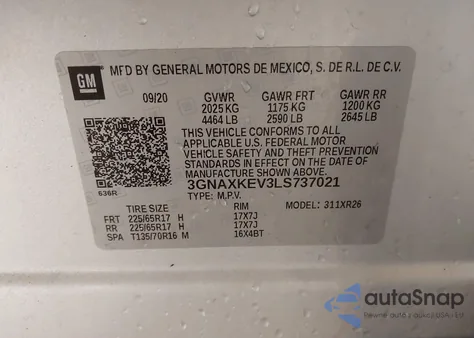 GM
MFD BY GENERAL MOTORS DE MEXICO, S. DE R.L. DE C.V.
09/20 GVWR GAWR FRT GAWR RR
2025 KG 1175 KG 1200 KG
4464 LB 2590 LB 2645 LB
THIS VEHICLE CONFORMS TO ALL
APPLICABLE U.S. FEDERAL MOTOR
VEHICLE SAFETY AND THEFT PREVENTION
STANDARDS IN EFFECT ON THE DATE OF
MANUFACTURE SHOWN ABOVE.
636R
3GNAXKEV3LS737021
TYPE: M.P.V. MODEL: 311XR26
TIRE SIZE RIM
FRT 225/65R17 H 17X7J
RR 225/65R17 H 17X7J
SPA T135/70R16 M 16X4BT
autoSnap